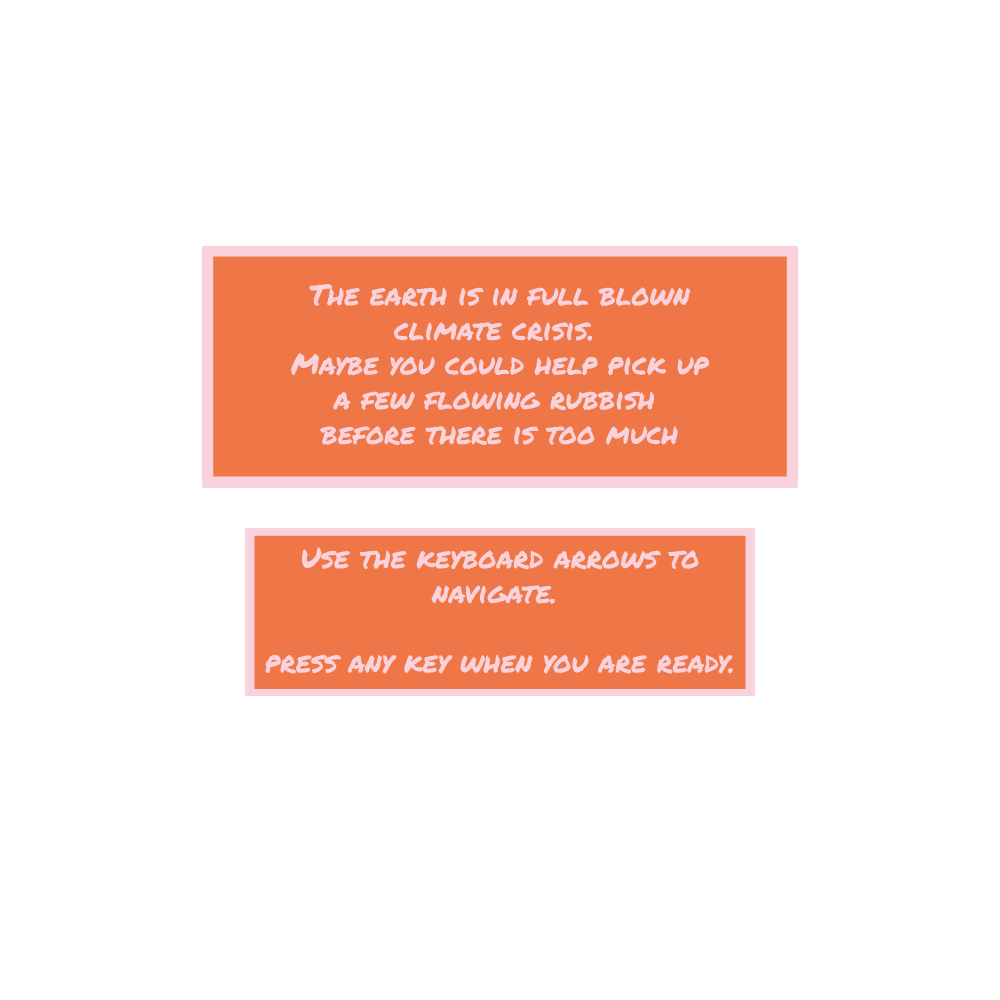 The earth is in full blown
climate crisis.
Maybe you could help pick up
a few flowing rubbish
before there is too much
Use the keyboard arrows to
navigate.
press any key when you are ready.